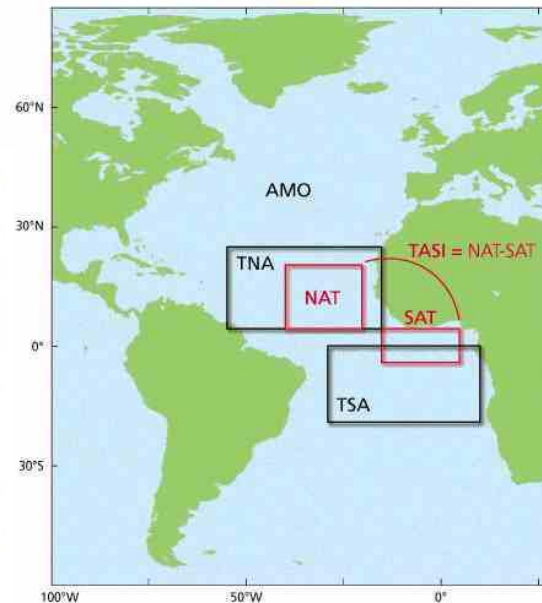 60°N
AMO
30°N
TNA
TASI = NAT-SAT
NAT
SAT
0°
TSA
30°S
100°W
50°W
0°